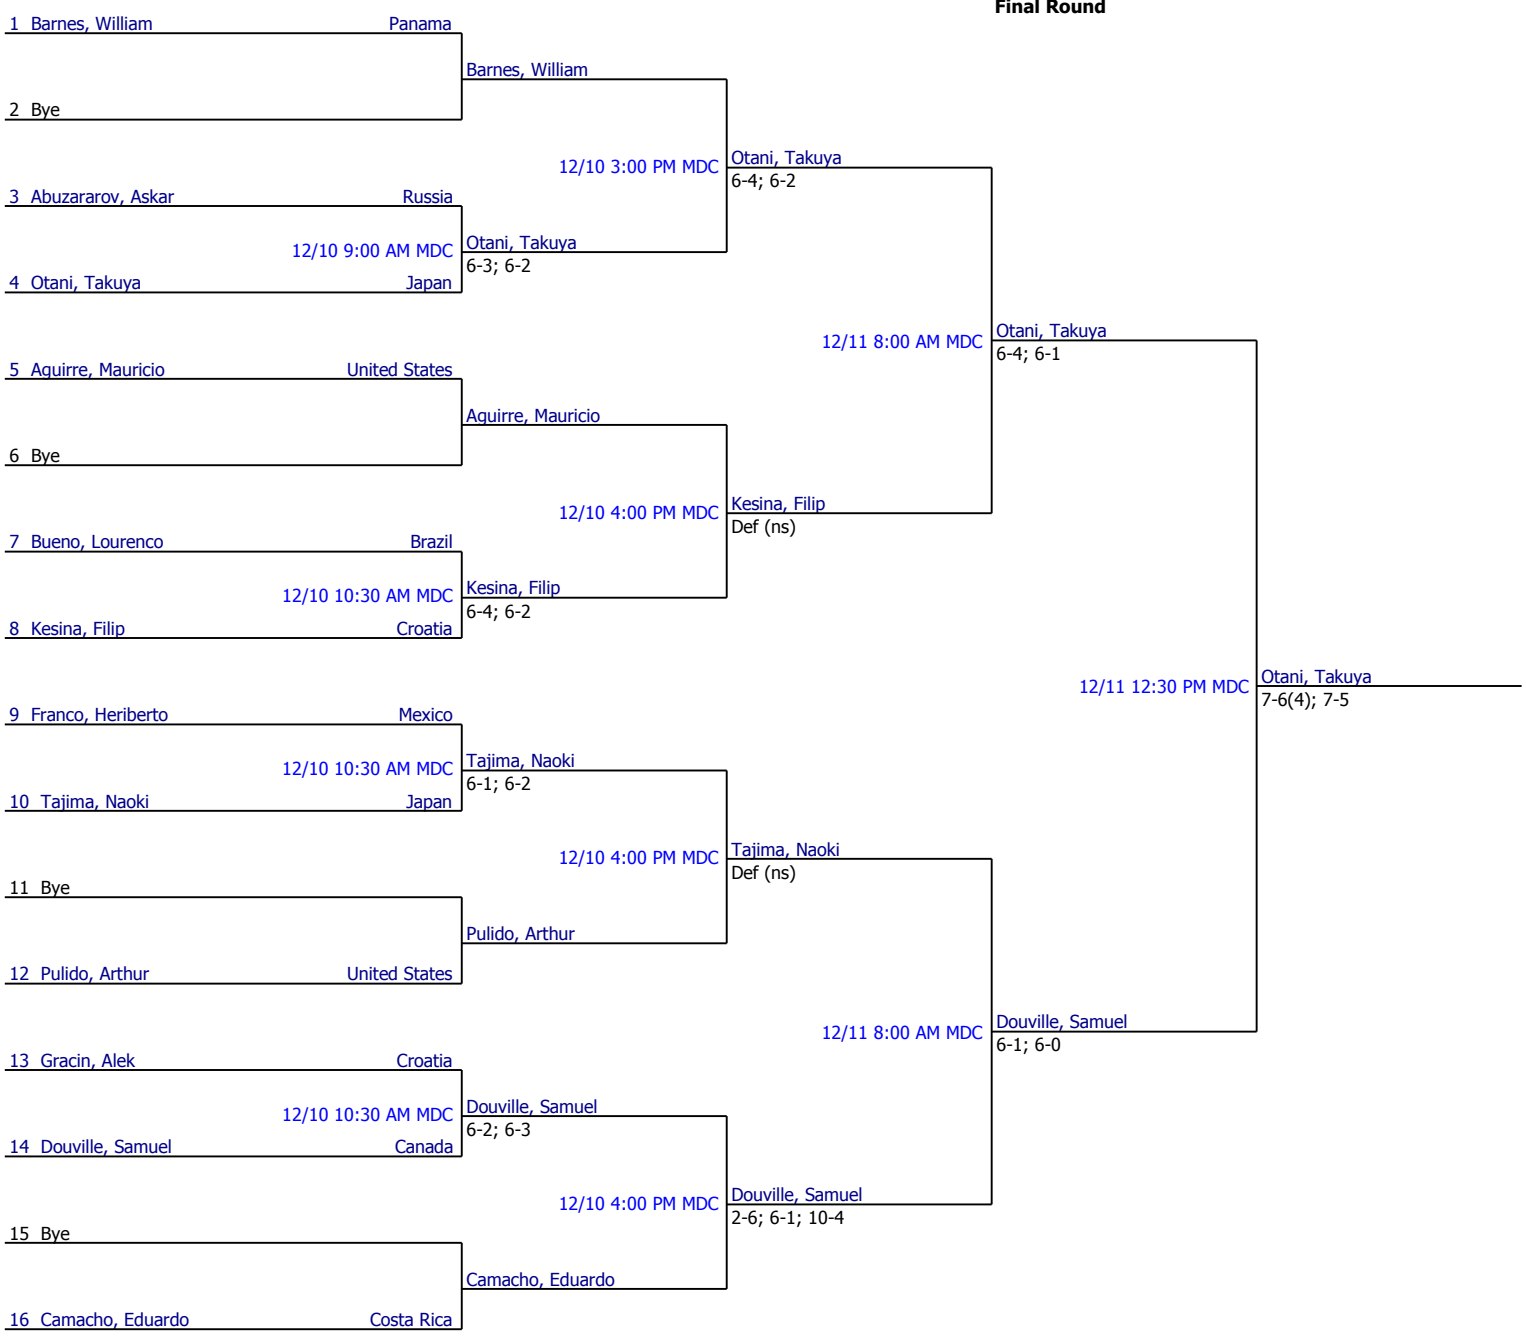 Final Round
1 Barnes, William Panama
Barnes, William
2 Bye
12/10 3:00 PM MDC Otani, Takuya
6-4; 6-2
3 Abuzararov, Askar Russia
12/10 9:00 AM MDC Otani, Takuya
6-3; 6-2
4 Otani, Takuya Japan
12/11 8:00 AM MDC Otani, Takuya
6-4; 6-1
5 Aguirre, Mauricio United States
Aguirre, Mauricio
6 Bye
12/10 4:00 PM MDC Kesina, Filip
Def (ns)
7 Bueno, Lourenco Brazil
12/10 10:30 AM MDC Kesina, Filip
6-4; 6-2
8 Kesina, Filip Croatia
12/11 12:30 PM MDC Otani, Takuya
7-6(4); 7-5
9 Franco, Heriberto Mexico
12/10 10:30 AM MDC Tajima, Naoki
6-1; 6-2
10 Tajima, Naoki Japan
12/10 4:00 PM MDC Tajima, Naoki
Def (ns)
11 Bye
Pulido, Arthur
12 Pulido, Arthur United States
12/11 8:00 AM MDC Douville, Samuel
6-1; 6-0
13 Gracin, Alek Croatia
12/10 10:30 AM MDC Douville, Samuel
6-2; 6-3
14 Douville, Samuel Canada
12/10 4:00 PM MDC Douville, Samuel
2-6; 6-1; 10-4
15 Bye
Camacho, Eduardo
16 Camacho, Eduardo Costa Rica